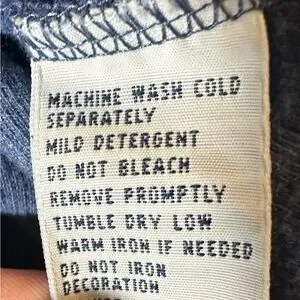 MACHINE WASH COLD
SEPARATELY
MILD DETERGENT
DO NOT BLEACH
REMOVE PROMPTLY
TUMBLE DRY LOW
WARM IRON IF NEEDED
DO NOT IRON
DECORATION